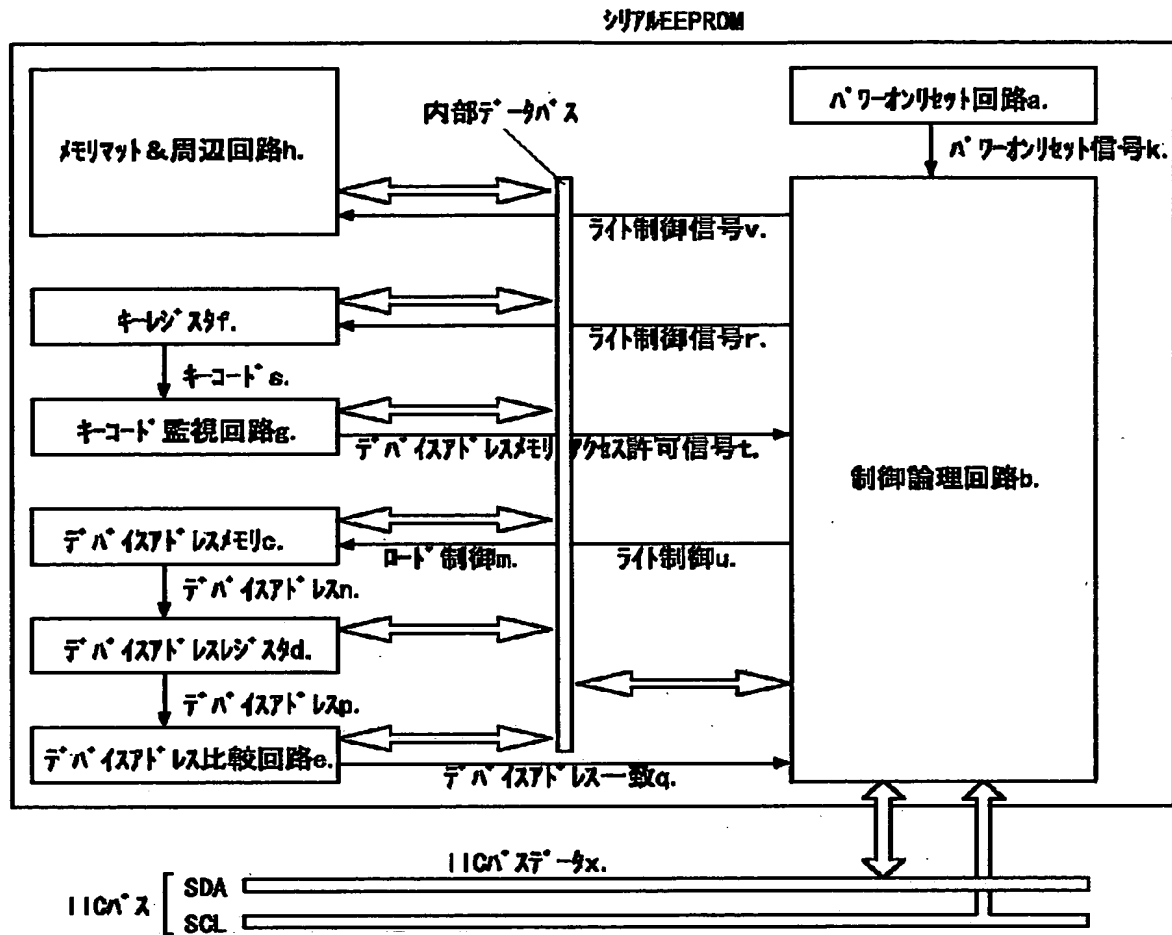 シリアルEEPROM
メモリマット&周辺回路h.
内部データバス
パワーオンリセット回路a.
パワーオンリセット信号k.
ライト制御信号v.
キーレジスタf.
ライト制御信号r.
キーコードs.
キーコード監視回路g.
デバイスアドレスメモリアクセス許可信号t.
制御論理回路b.
デバイスアドレスメモリc.
ロード制御m.
ライト制御u.
デバイスアドレスn.
デバイスアドレスレジスタd.
デバイスアドレスp.
デバイスアドレス比較回路e.
デバイスアドレス一致q.
IICバスデータx.
IICバス
SDA
SCL